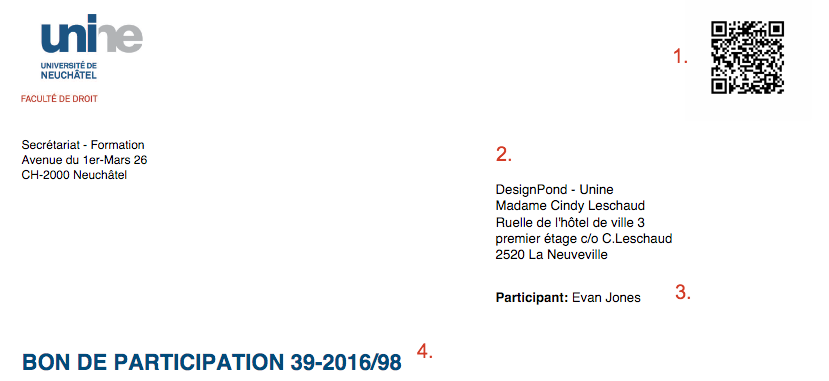 unine
UNIVERSITÉ DE
NEUCHÂTEL
FACULTÉ DE DROIT
1.
Secrétariat - Formation
Avenue du 1er-Mars 26
CH-2000 Neuchâtel
2.
DesignPond - Unine
Madame Cindy Leschaud
Ruelle de l'hôtel de ville 3
premier étage c/o C.Leschaud
2520 La Neuveville
Participant: Evan Jones
3.
BON DE PARTICIPATION 39-2016/98
4.